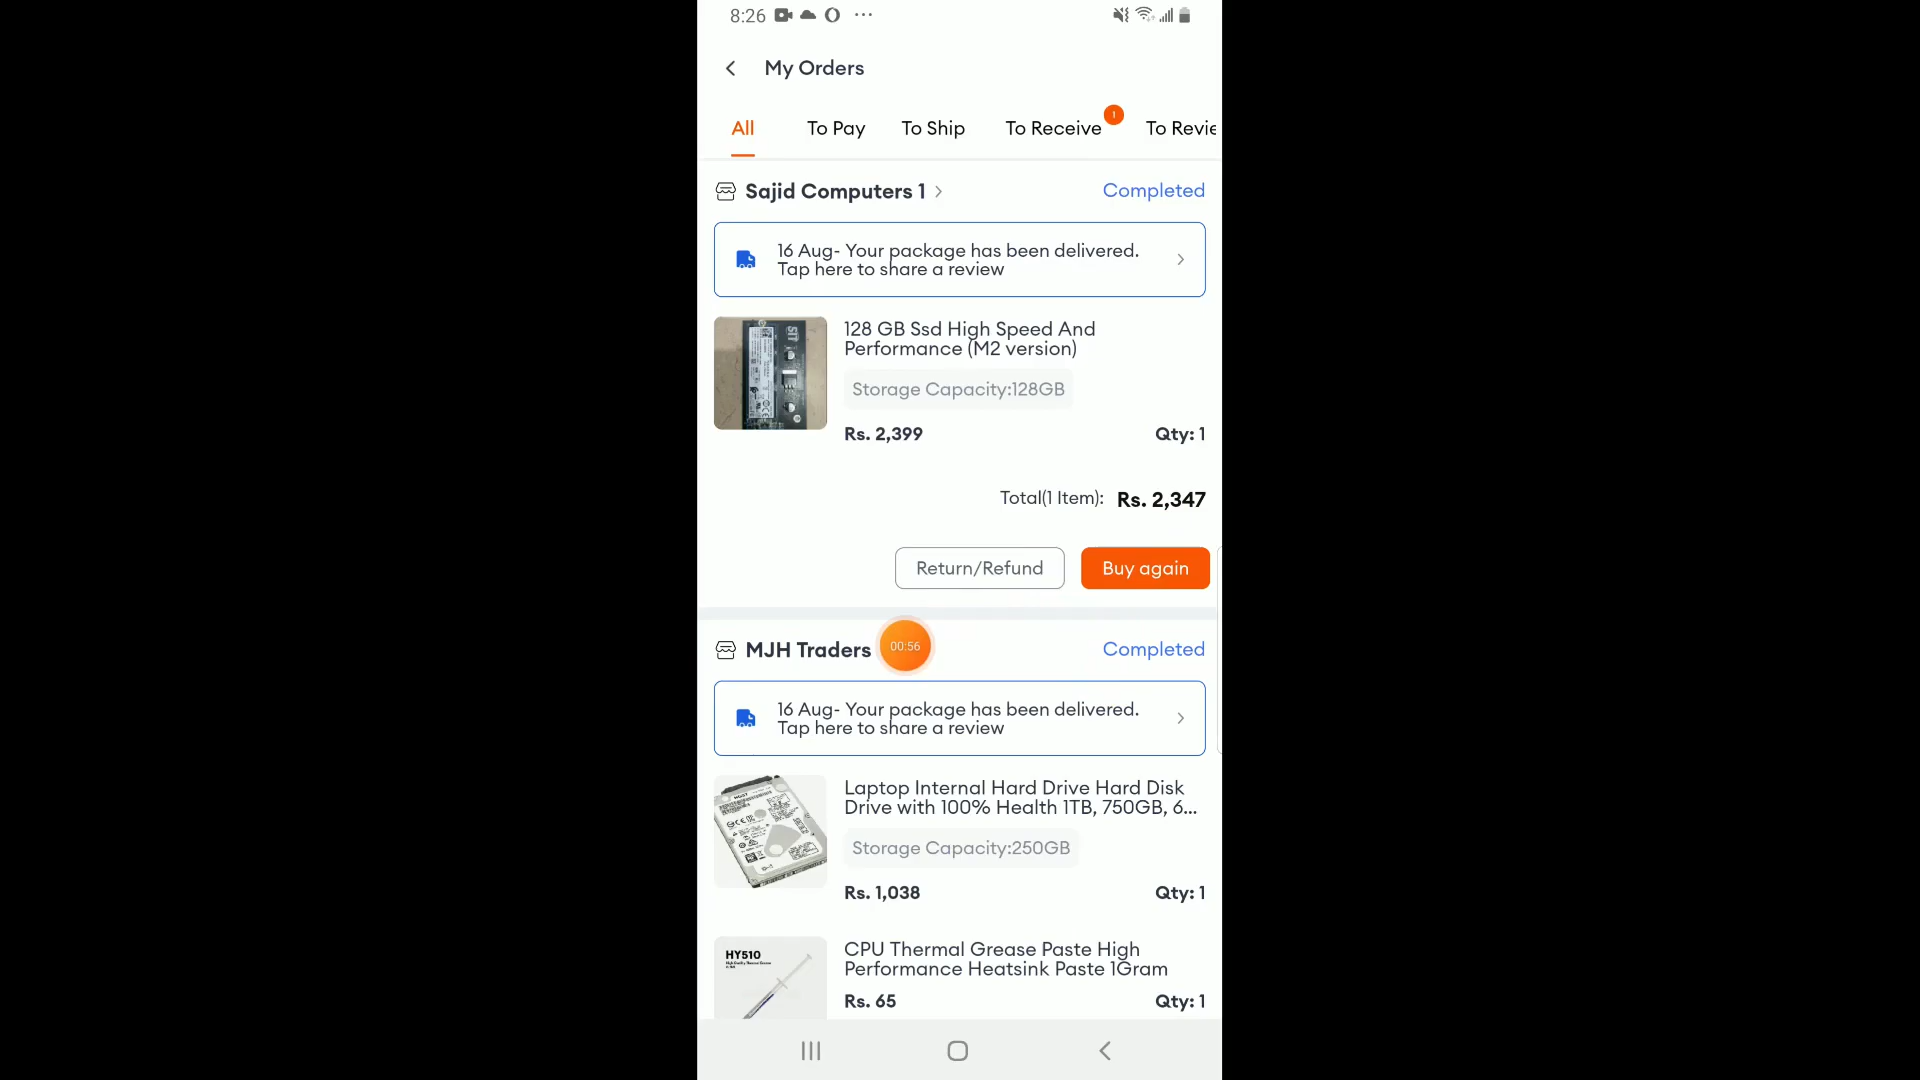 8:26
My Orders
All To Pay To Ship To Receive 1 To Revie
Sajid Computers 1 Completed
16 Aug- Your package has been delivered.
Tap here to share a review
128 GB Ssd High Speed And
Performance (M2 version)
Storage Capacity:128GB
Rs. 2,399 Qty: 1
Total(1 Item): Rs. 2,347
Return/Refund Buy again
MJH Traders 00:56 Completed
16 Aug- Your package has been delivered.
Tap here to share a review
Laptop Internal Hard Drive Hard Disk
Drive with 100% Health 1TB, 750GB, 6...
Storage Capacity:250GB
Rs. 1,038 Qty: 1
HY510
CPU Thermal Grease Paste High
Performance Heatsink Paste 1Gram
Rs. 65 Qty: 1